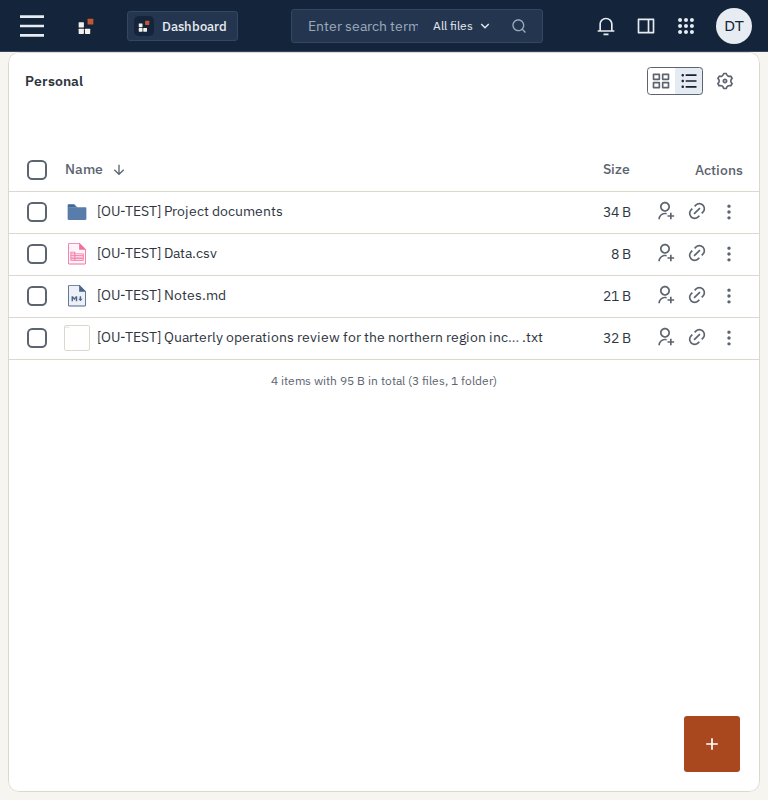 Dashboard
Enter search term
All files
DT
Personal
Name
Size
Actions
[OU-TEST] Project documents
34 B
[OU-TEST] Data.csv
8 B
M
[OU-TEST] Notes.md
21 B
[OU-TEST] Quarterly operations review for the northern region inc... .txt
32 B
4 items with 95 B in total (3 files, 1 folder)